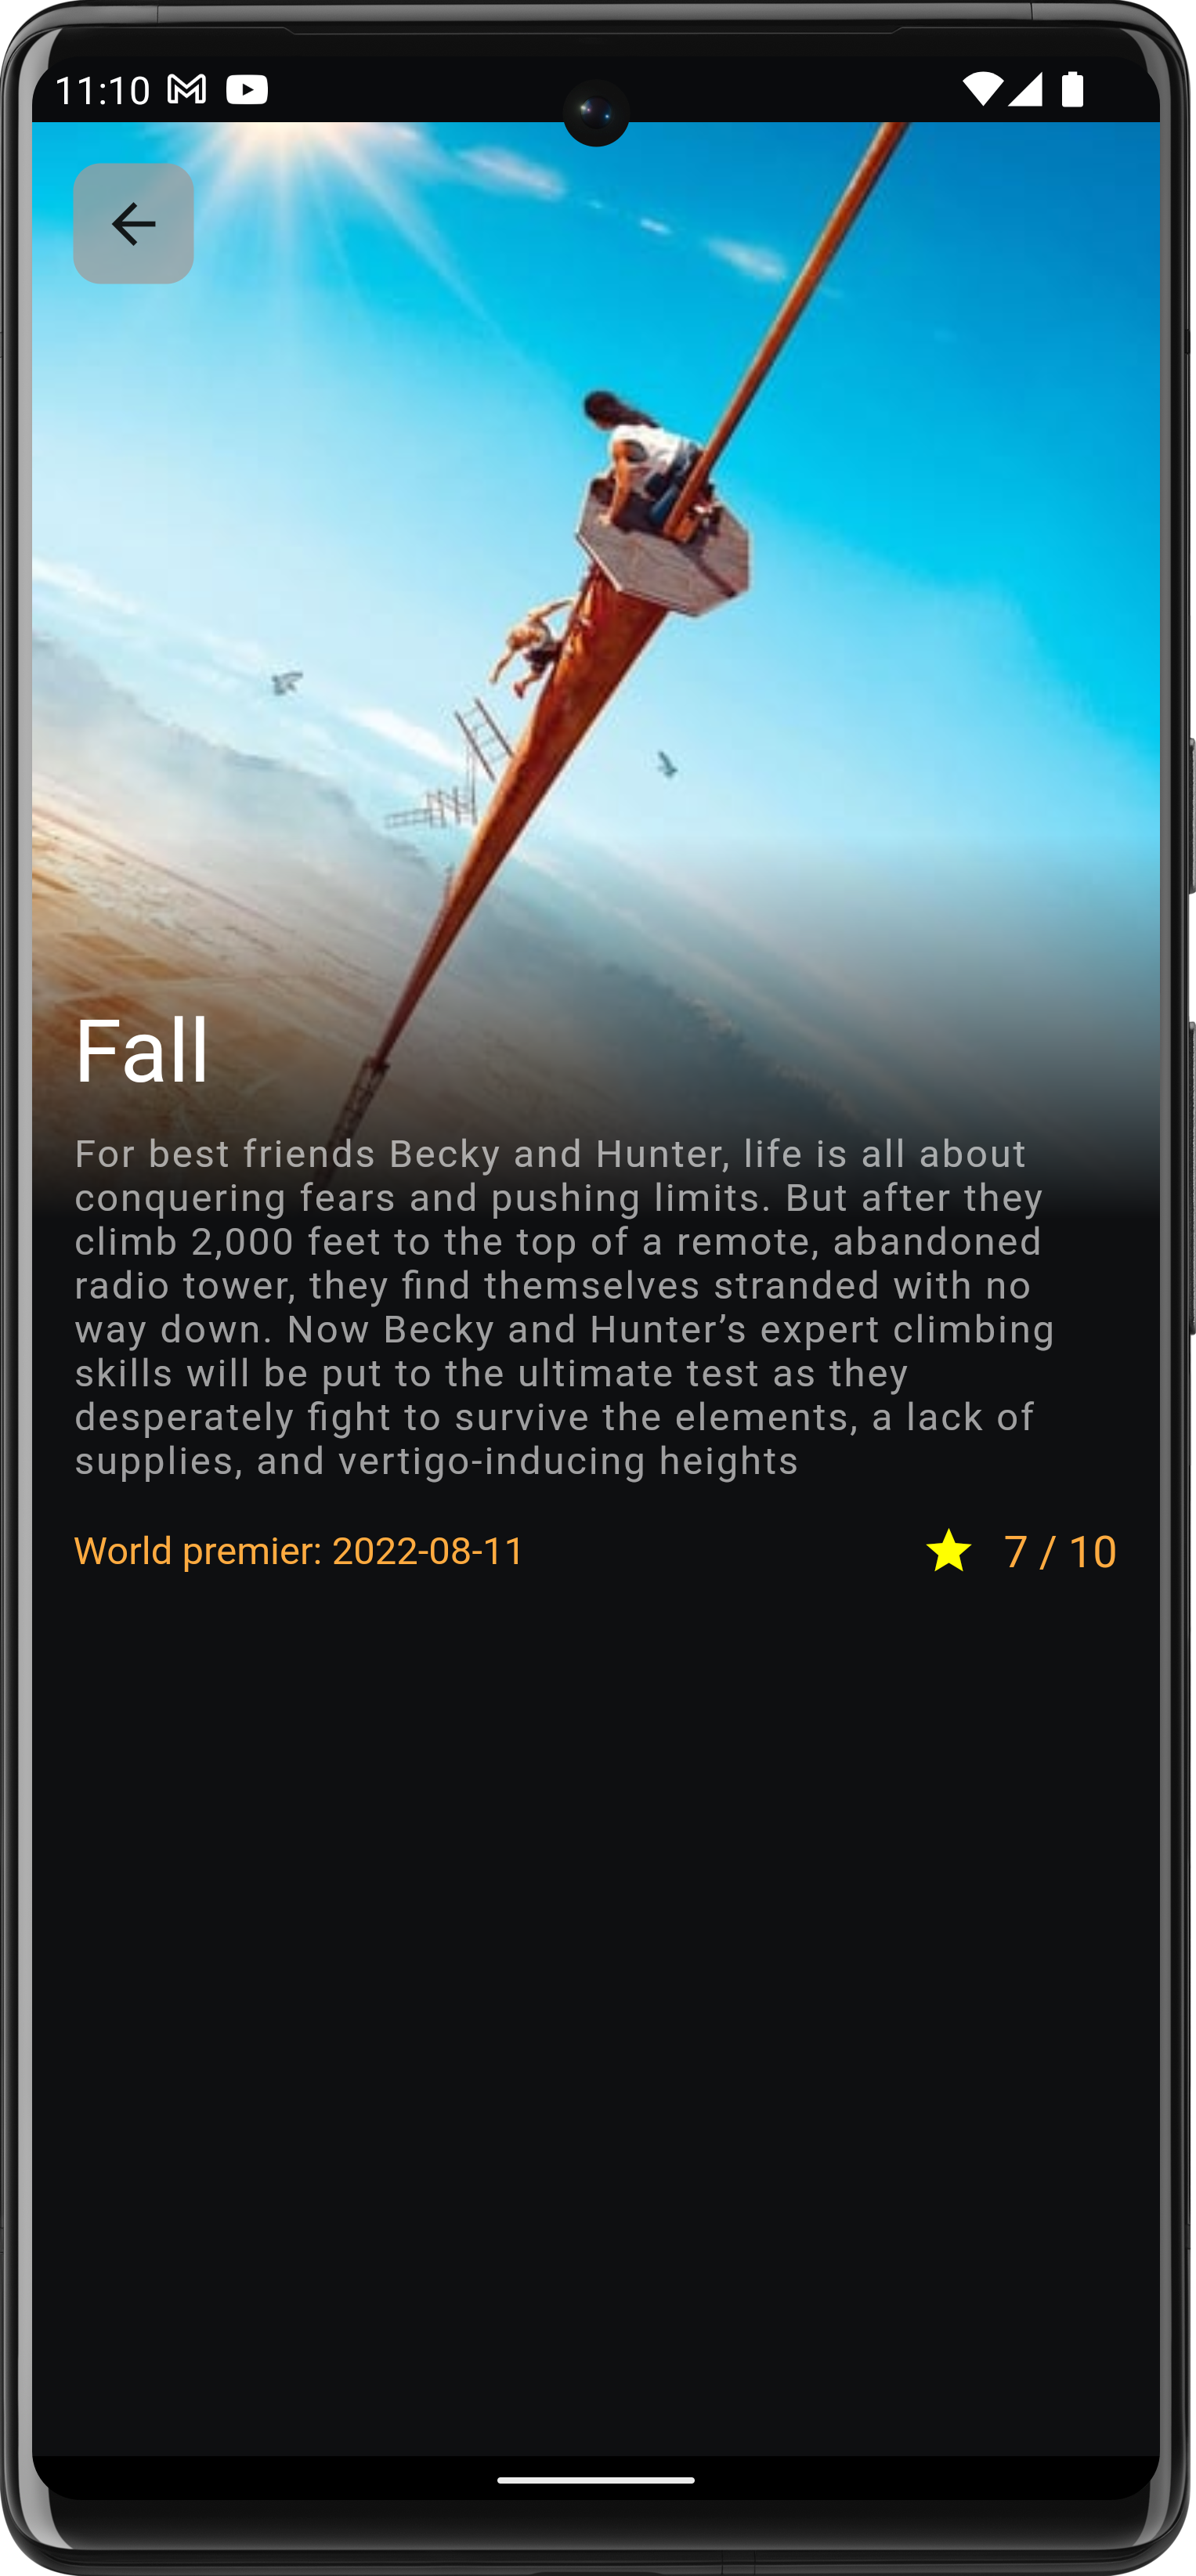 11:10
Fall
For best friends Becky and Hunter, life is all about
conquering fears and pushing limits. But after they
climb 2,000 feet to the top of a remote, abandoned
radio tower, they find themselves stranded with no
way down. Now Becky and Hunter’s expert climbing
skills will be put to the ultimate test as they
desperately fight to survive the elements, a lack of
supplies, and vertigo-inducing heights
World premier: 2022-08-11 7 / 10